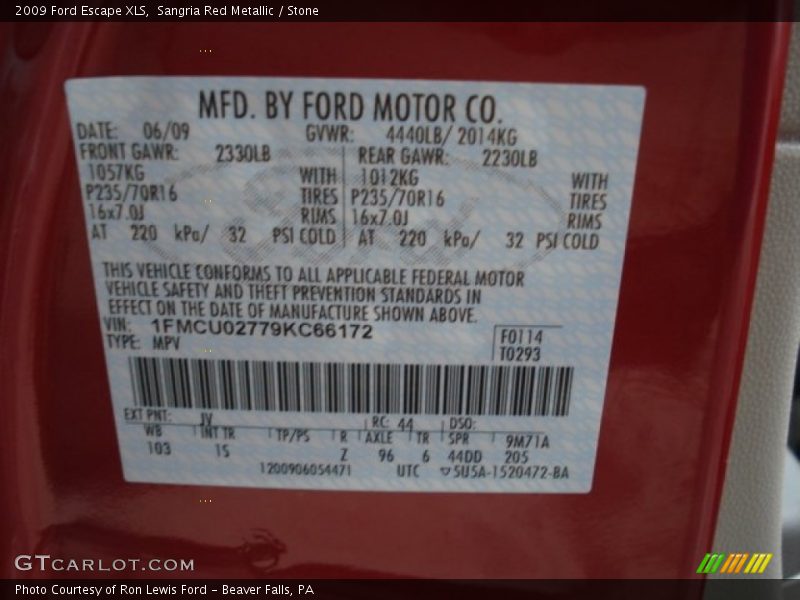 2009 Ford Escape XLS, Sangria Red Metallic / Stone
MFD. BY FORD MOTOR CO.
DATE: 06/09 GVWR: 4440LB/ 2014KG
FRONT GAWR: 2330LB REAR GAWR: 2230LB
1057KG WITH 1012KG WITH
P235/70R16 TIRES P235/70R16 TIRES
16x7.0J RIMS 16x7.0J RIMS
AT 220 kPa/ 32 PSI COLD AT 220 kPa/ 32 PSI COLD
THIS VEHICLE CONFORMS TO ALL APPLICABLE FEDERAL MOTOR
VEHICLE SAFETY AND THEFT PREVENTION STANDARDS IN
EFFECT ON THE DATE OF MANUFACTURE SHOWN ABOVE.
VIN: 1FMCU02779KC66172 F0114
TYPE: MPV T0293
EXT PNT: JV RC: 44 DSO:
WB INT TR TP/PS R AXLE TR SPR 9M71A
103 1S Z 96 6 44DD 205
1200906054471 UTC ▽5U5A-1520472-BA
GTCARLOT.COM
Photo Courtesy of Ron Lewis Ford - Beaver Falls, PA